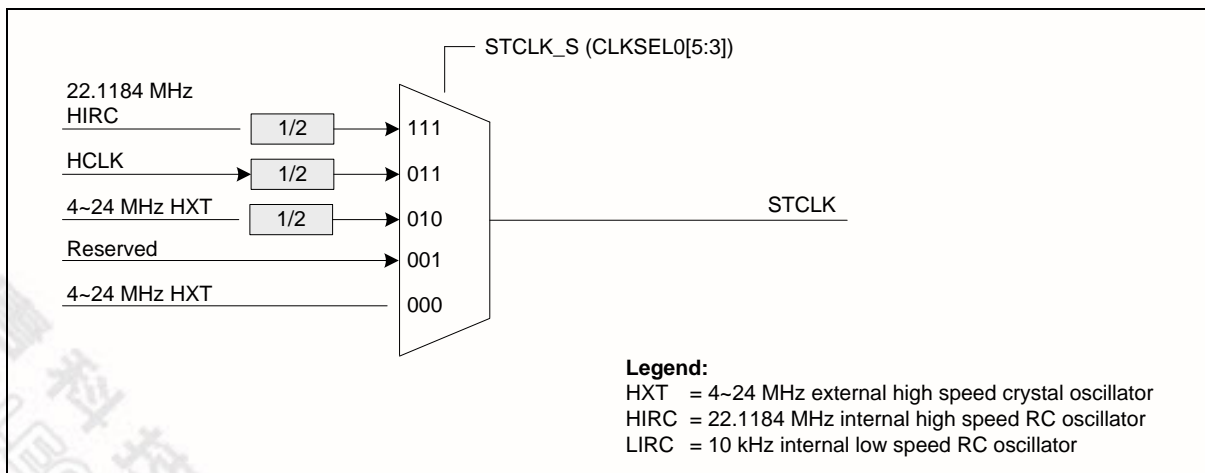 STCLK_S (CLKSEL0[5:3])
22.1184 MHz
HIRC
1/2
111
HCLK
1/2
011
4~24 MHz HXT
1/2
010
STCLK
Reserved
001
4~24 MHz HXT
000
Legend:
HXT = 4~24 MHz external high speed crystal oscillator
HIRC = 22.1184 MHz internal high speed RC oscillator
LIRC = 10 kHz internal low speed RC oscillator
科